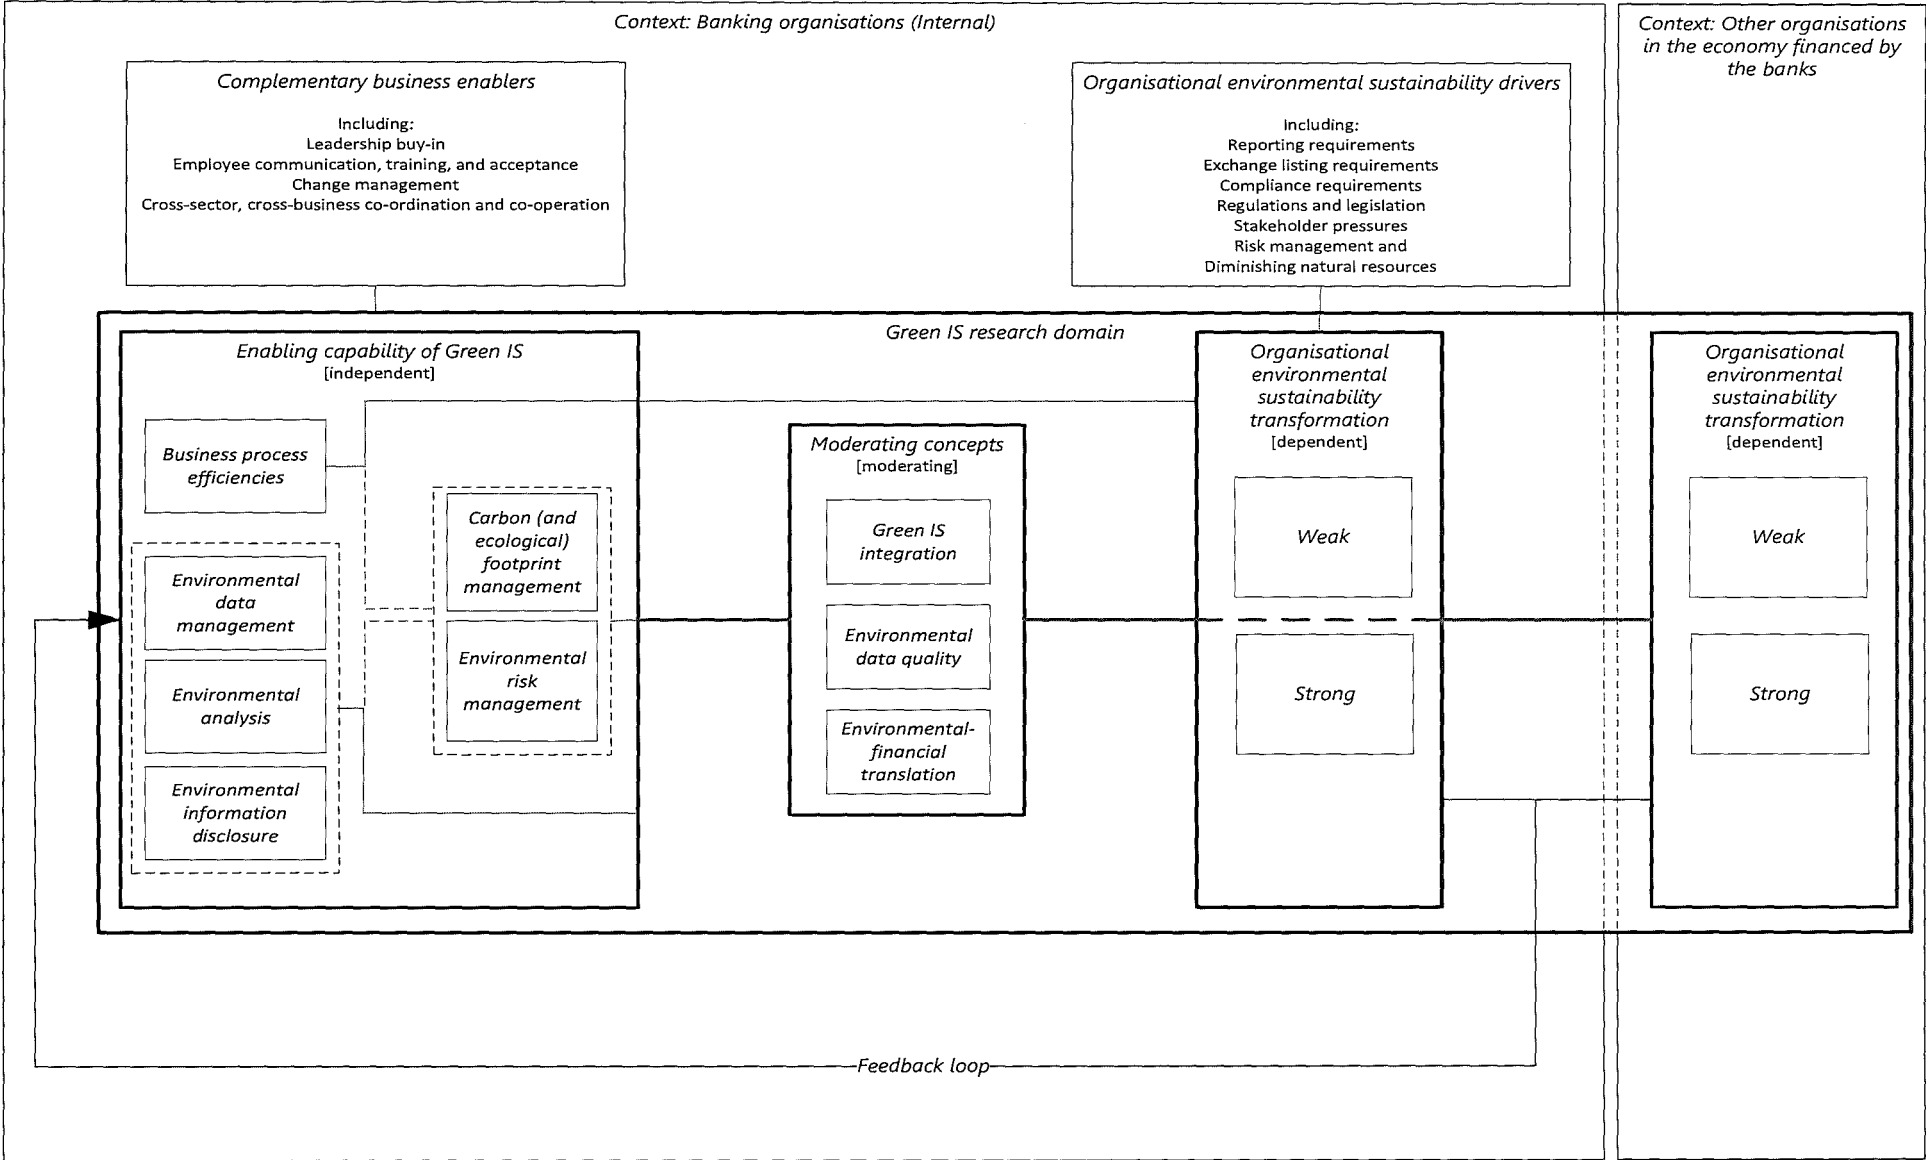 Context: Banking organisations (Internal)
Context: Other organisations
in the economy financed by
the banks
Complementary business enablers
Including:
Leadership buy-in
Employee communication, training, and acceptance
Change management
Cross-sector, cross-business co-ordination and co-operation
Organisational environmental sustainability drivers
Including:
Reporting requirements
Exchange listing requirements
Compliance requirements
Regulations and legislation
Stakeholder pressures
Risk management and
Diminishing natural resources
Green IS research domain
Enabling capability of Green IS
[independent]
Business process
efficiencies
Environmental
data
management
Environmental
analysis
Environmental
information
disclosure
Carbon (and
ecological)
footprint
management
Environmental
risk
management
Moderating concepts
[moderating]
Green IS
integration
Environmental
data quality
Environmental-
financial
translation
Organisational
environmental
sustainability
transformation
[dependent]
Weak
Strong
Organisational
environmental
sustainability
transformation
[dependent]
Weak
Strong
Feedback loop